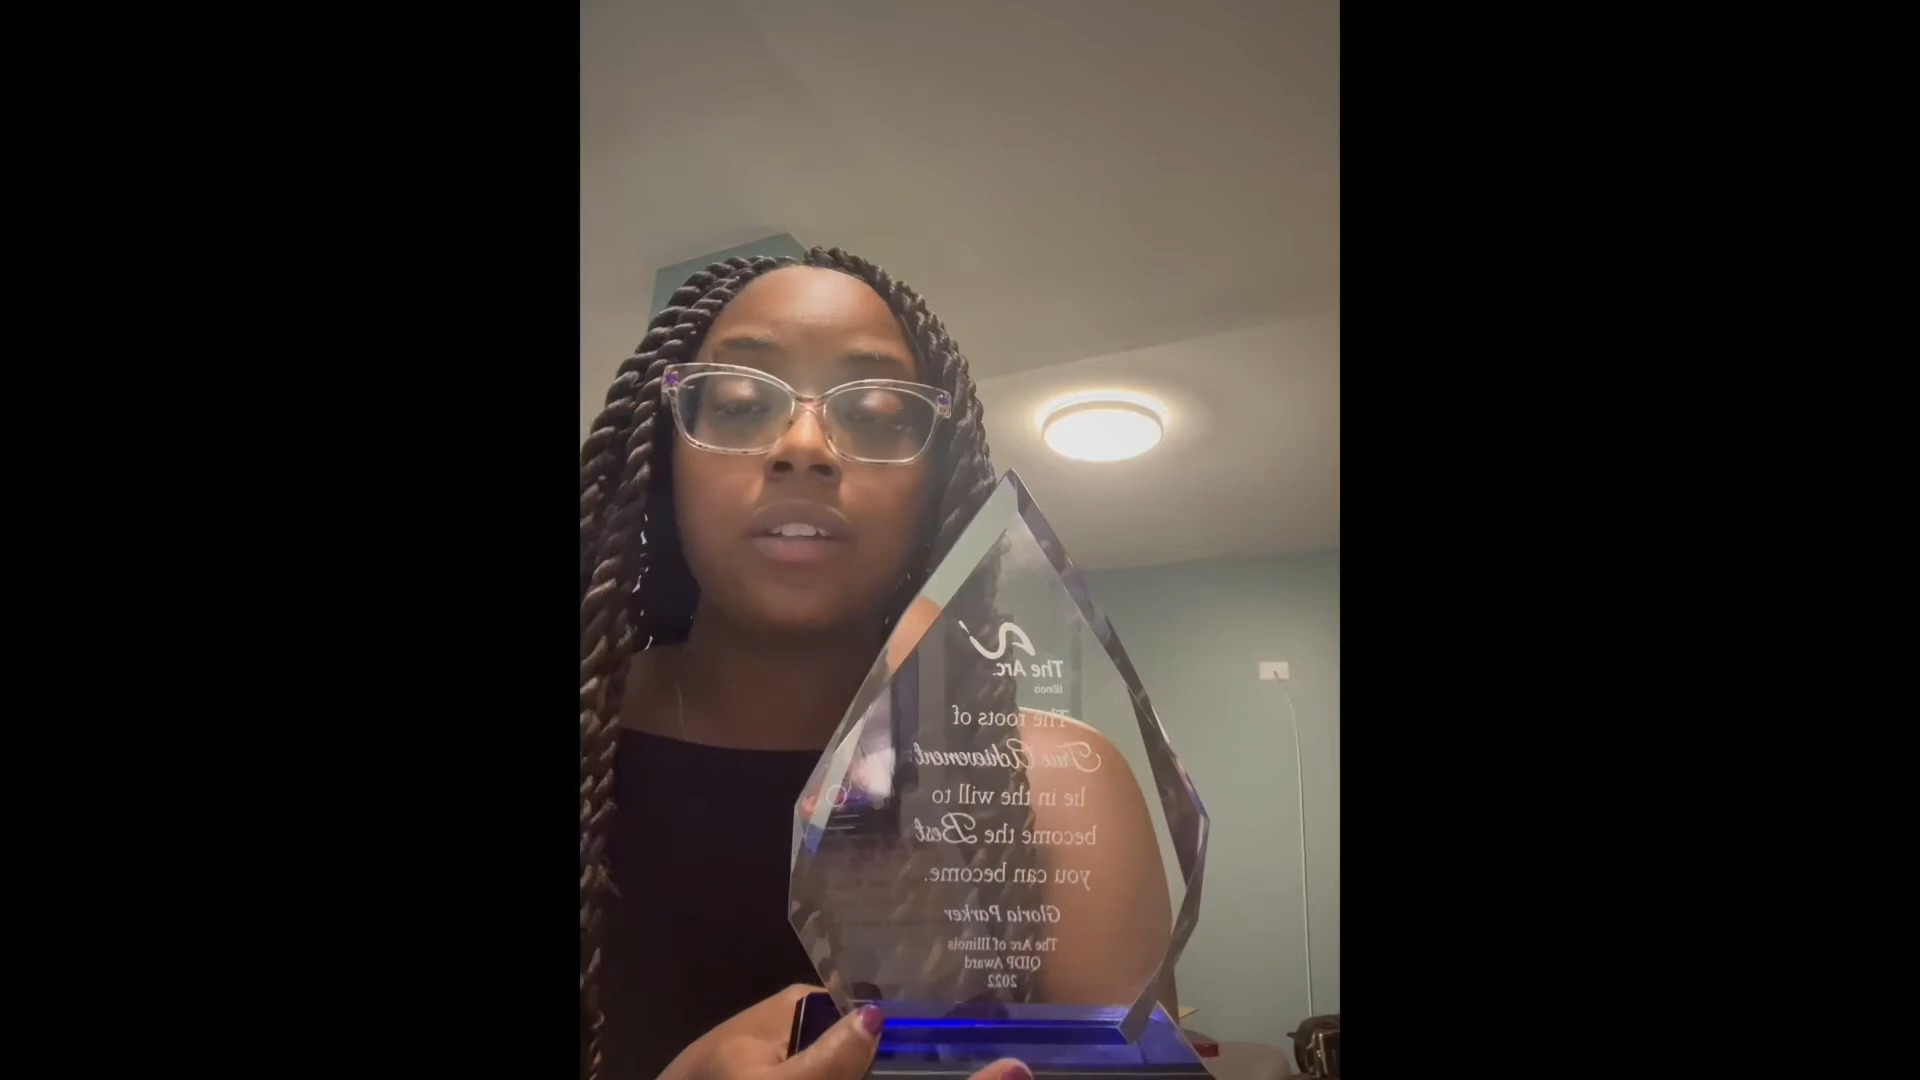 The Arc.
Illinois
The roots of
True Achievement
lie in the will to
become the Best
you can become.
Gloria Parker
The Arc of Illinois
QIDP Award
2022